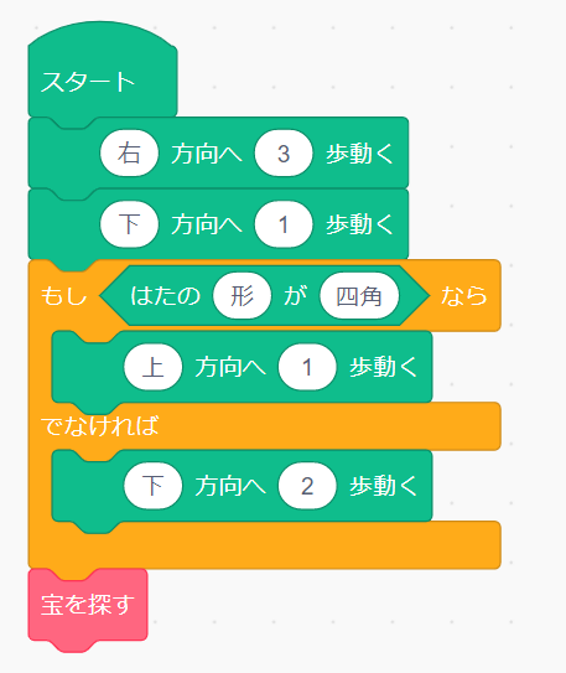 スタート
右 方向へ 3 歩動く
下 方向へ 1 歩動く
もし はたの 形 が 四角 なら
上 方向へ 1 歩動く
でなければ
下 方向へ 2 歩動く
宝を探す